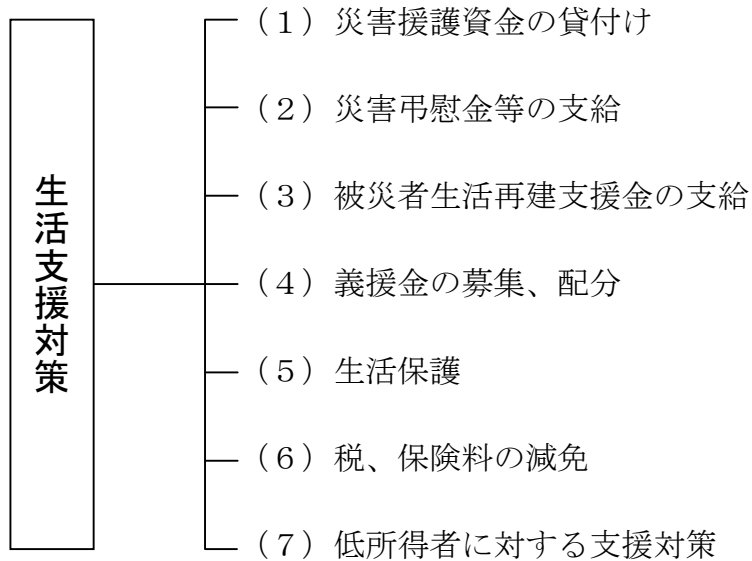 生活支援対策
（１）災害援護資金の貸付け
（２）災害弔慰金等の支給
（３）被災者生活再建支援金の支給
（４）義援金の募集、配分
（５）生活保護
（６）税、保険料の減免
（７）低所得者に対する支援対策